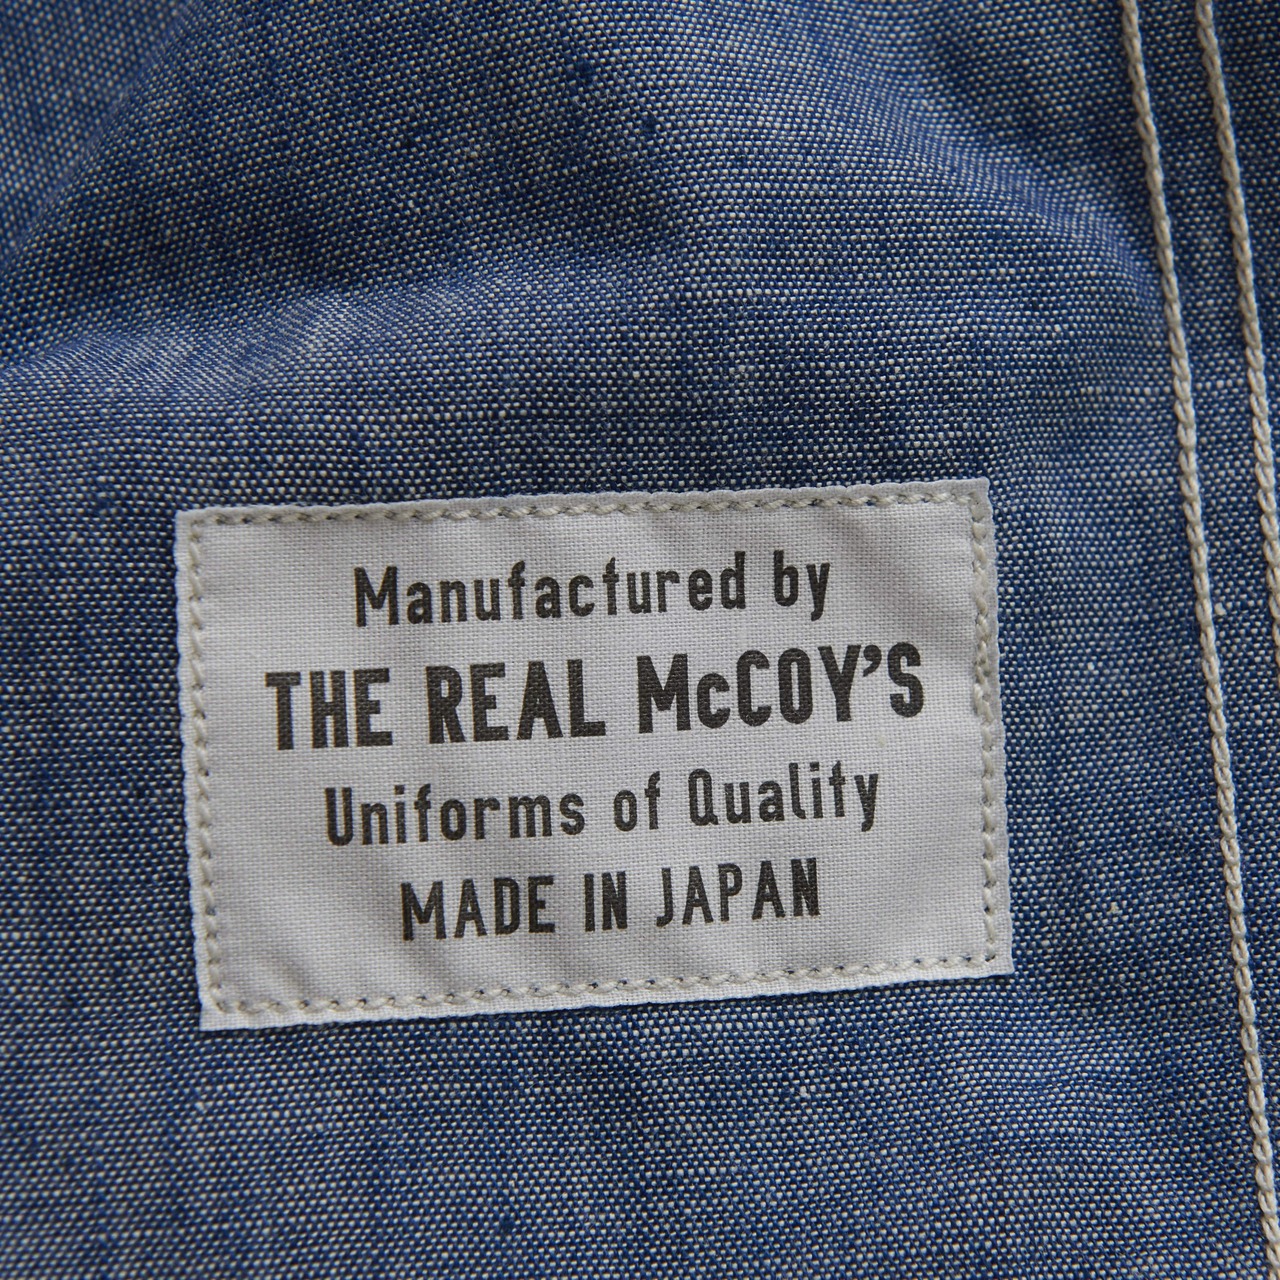 Manufactured by
THE REAL McCOY'S
Uniforms of Quality
MADE IN JAPAN